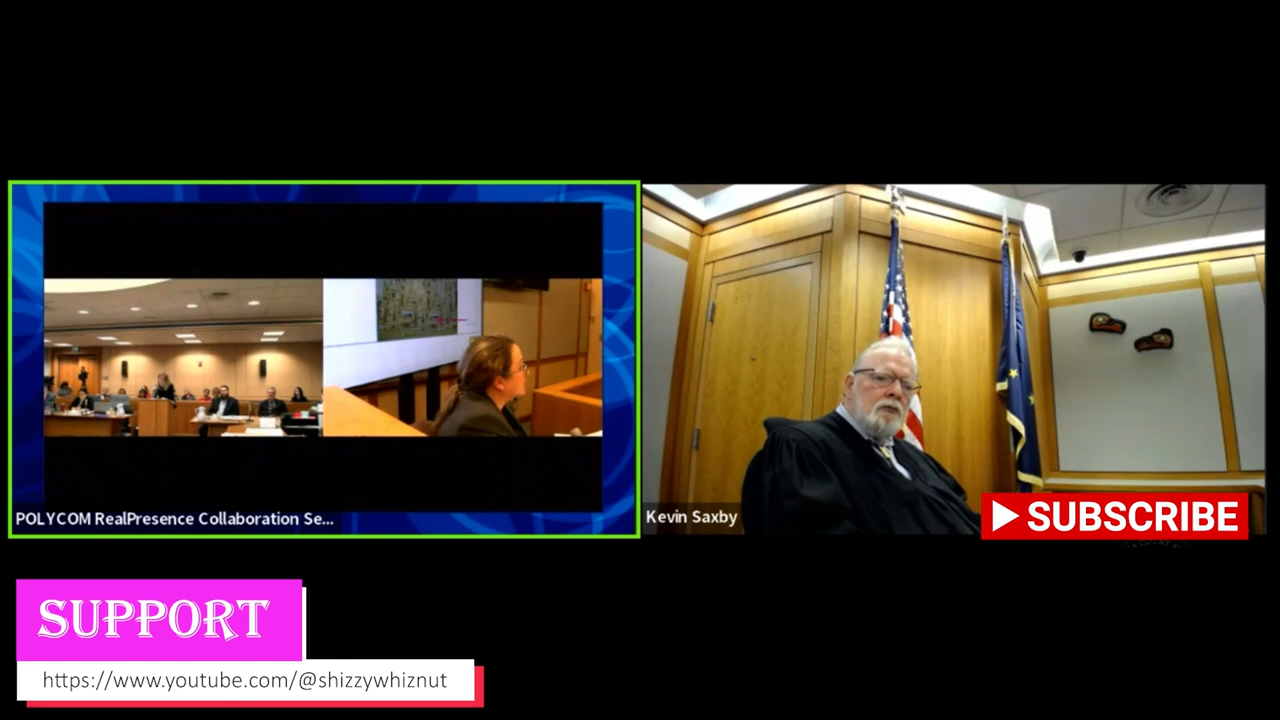 POLYCOM RealPresence Collaboration Se...
Kevin Saxby
SUBSCRIBE
SUPPORT
https://www.youtube.com/@shizzywhiznut